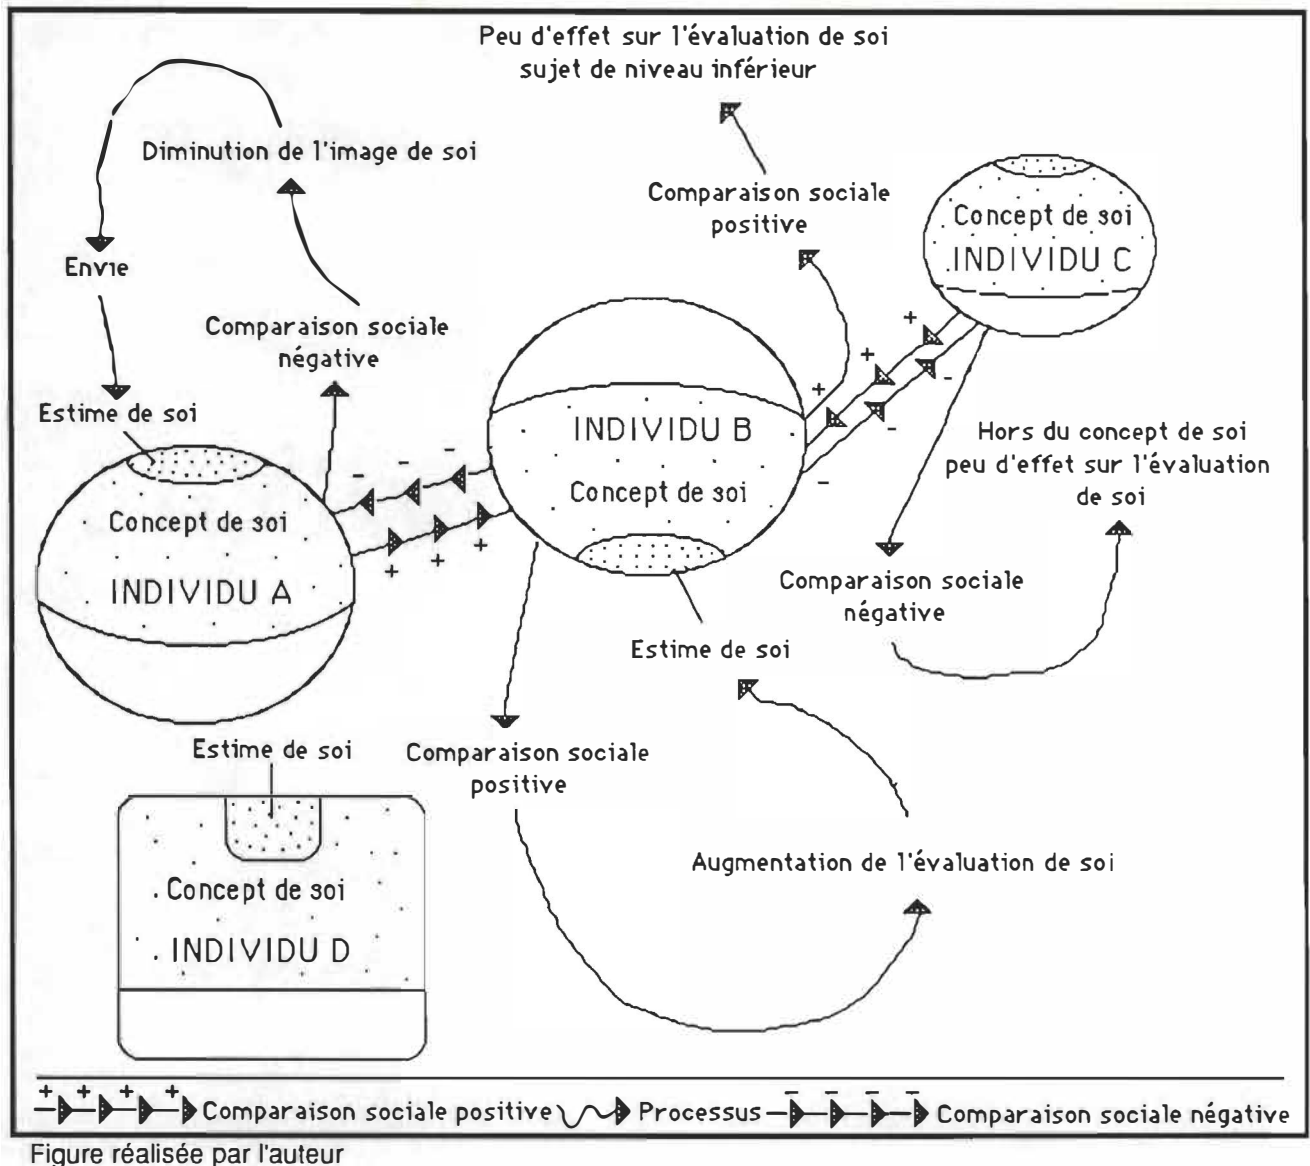 Peu d'effet sur l'évaluation de soi
sujet de niveau inférieur
Diminution de l'image de soi
Comparaison sociale
positive
Concept de soi
INDIVIDU C
Envie
Comparaison sociale
négative
Estime de soi
INDIVIDU B
Concept de soi
Hors du concept de soi
peu d'effet sur l'évaluation
de soi
Concept de soi
INDIVIDU A
Comparaison sociale
négative
Estime de soi
Estime de soi
Comparaison sociale
positive
Augmentation de l'évaluation de soi
Concept de soi
INDIVIDU D
Comparaison sociale positive Processus Comparaison sociale négative
Figure réalisée par l'auteur